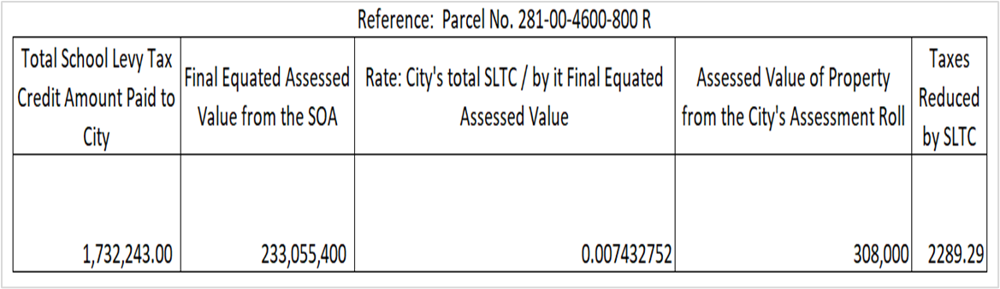 Reference:  Parcel No. 281-00-4600-800 R
Total School Levy Tax
Credit Amount Paid to
City
Final Equated Assessed
Value from the SOA
Rate: City's total SLTC / by it Final Equated
Assessed Value
Assessed Value of Property
from the City's Assessment Roll
Taxes
Reduced
by SLTC
1,732,243.00
233,055,400
0.007432752
308,000
2289.29